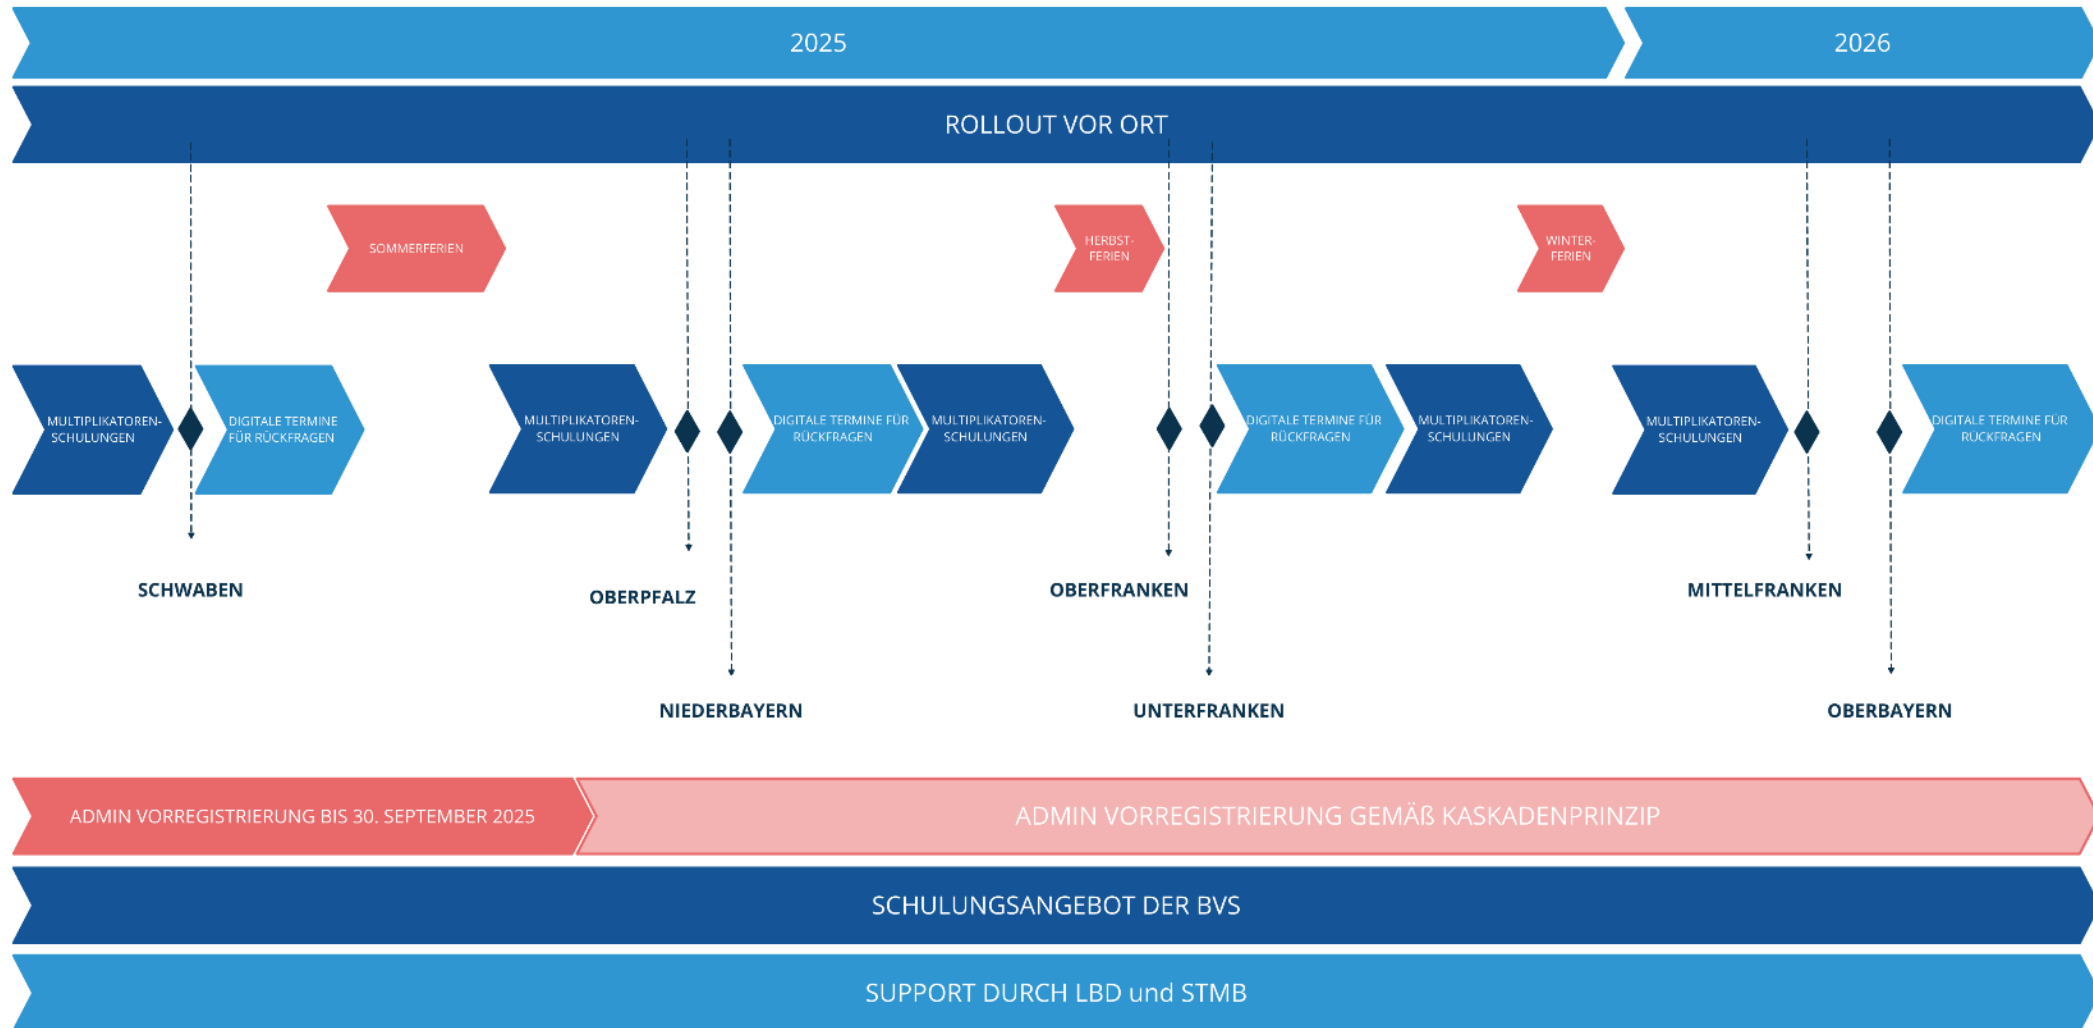 2025
2026
ROLLOUT VOR ORT
SOMMERFERIEN
HERBST-
FERIEN
WINTER-
FERIEN
MULTIPLIKATOREN-
SCHULUNGEN
DIGITALE TERMINE
FÜR RÜCKFRAGEN
MULTIPLIKATOREN-
SCHULUNGEN
DIGITALE TERMINE FÜR
RÜCKFRAGEN
MULTIPLIKATOREN-
SCHULUNGEN
DIGITALE TERMINE FÜR
RÜCKFRAGEN
MULTIPLIKATOREN-
SCHULUNGEN
MULTIPLIKATOREN-
SCHULUNGEN
DIGITALE TERMINE FÜR
RÜCKFRAGEN
SCHWABEN
OBERPFALZ
OBERFRANKEN
MITTELFRANKEN
NIEDERBAYERN
UNTERFRANKEN
OBERBAYERN
ADMIN VORREGISTRIERUNG BIS 30. SEPTEMBER 2025
ADMIN VORREGISTRIERUNG GEMÄß KASKADENPRINZIP
SCHULUNGSANGEBOT DER BVS
SUPPORT DURCH LBD und STMB